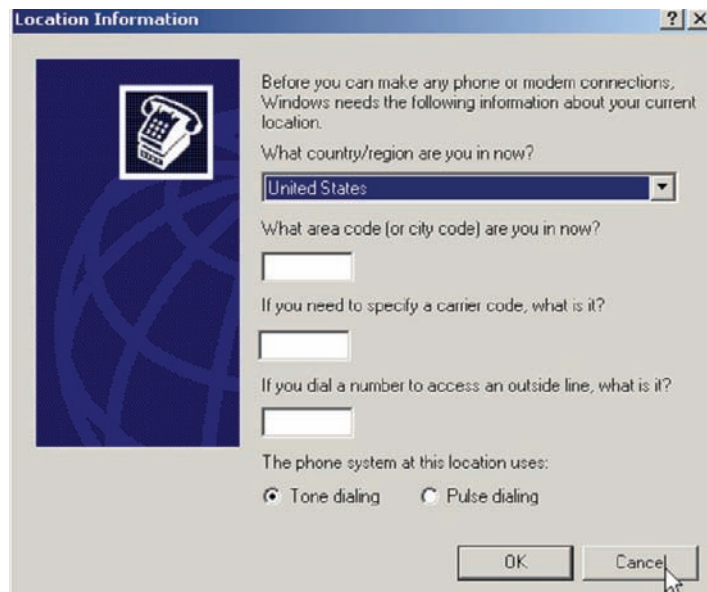 Location Information
Before you can make any phone or modem connections,
Windows needs the following information about your current
location.
What country/region are you in now?
United States
What area code (or city code) are you in now?
If you need to specify a carrier code, what is it?
If you dial a number to access an outside line, what is it?
The phone system at this location uses:
Tone dialing Pulse dialing
OK Cancel